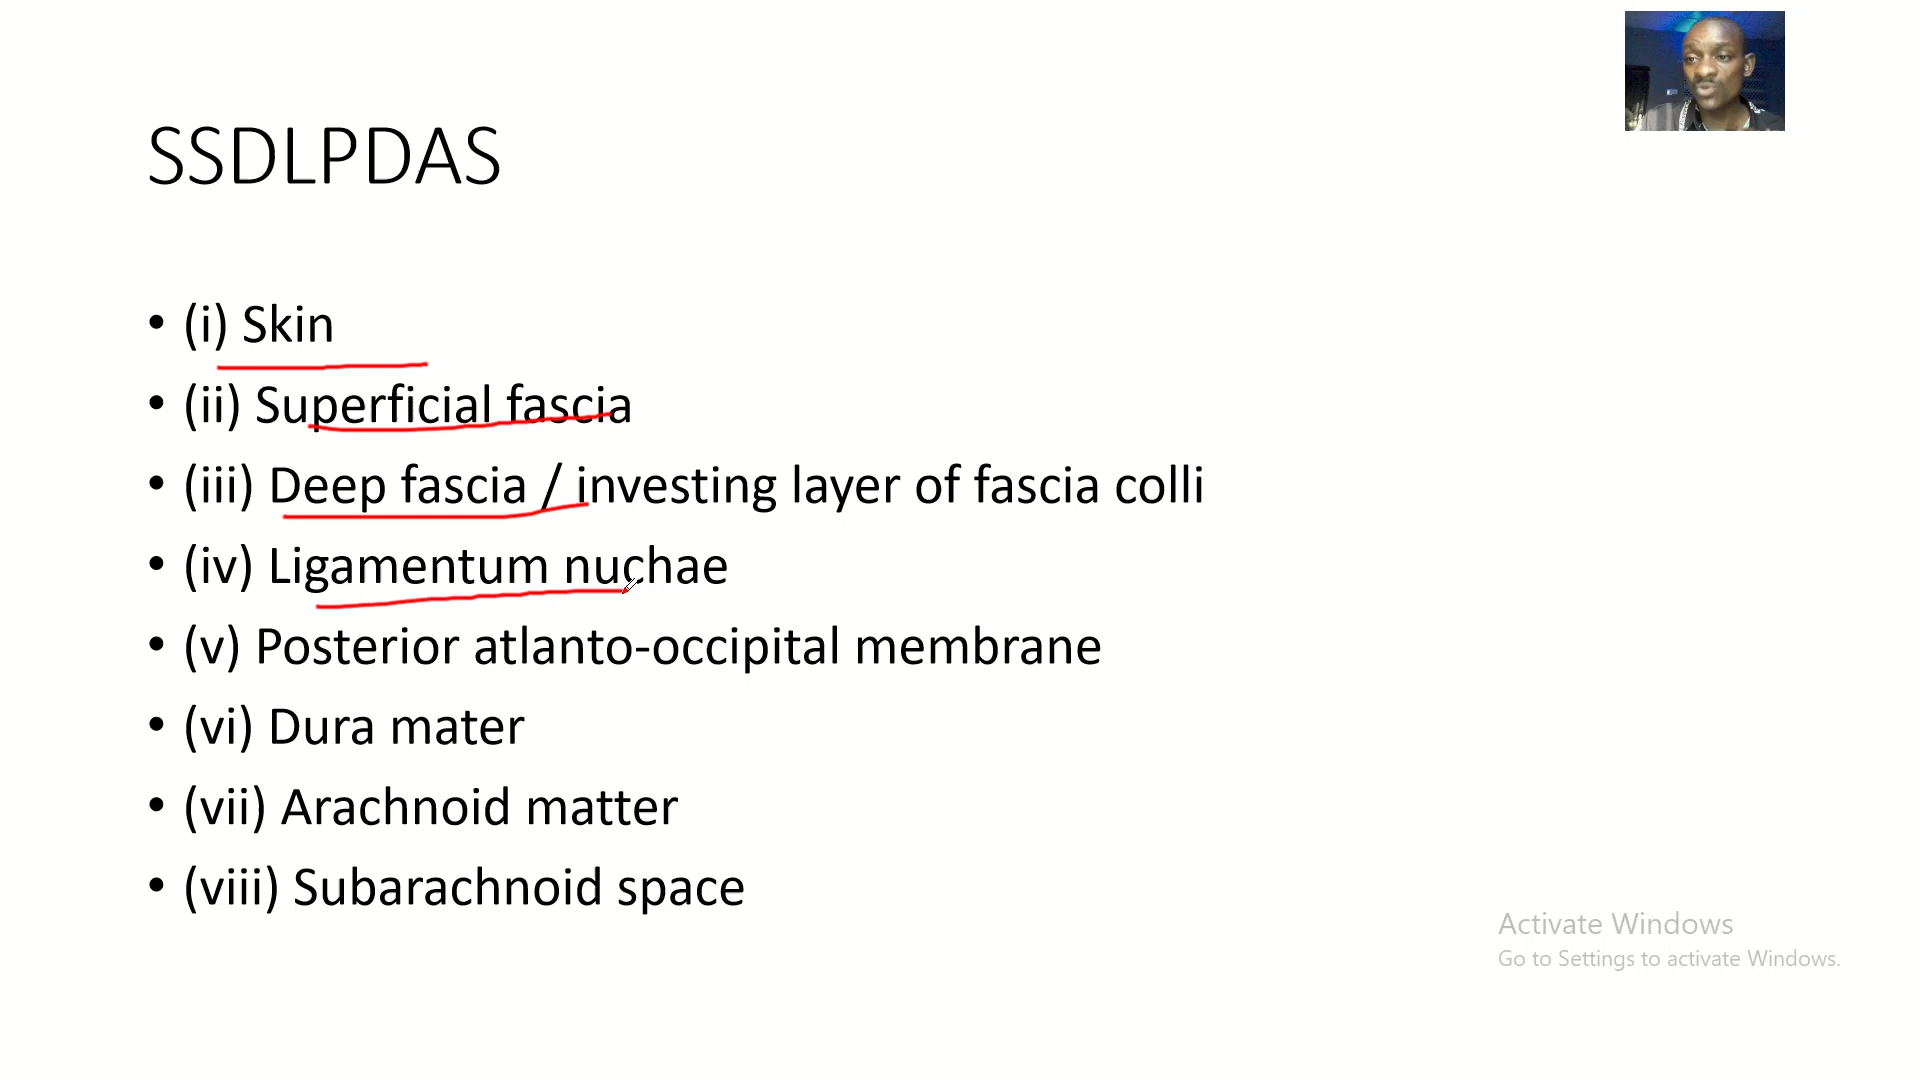 SSDLPDAS
• (i) Skin
• (ii) Superficial fascia
• (iii) Deep fascia / investing layer of fascia colli
• (iv) Ligamentum nuchae
• (v) Posterior atlanto-occipital membrane
• (vi) Dura mater
• (vii) Arachnoid matter
• (viii) Subarachnoid space
Activate Windows
Go to Settings to activate Windows.